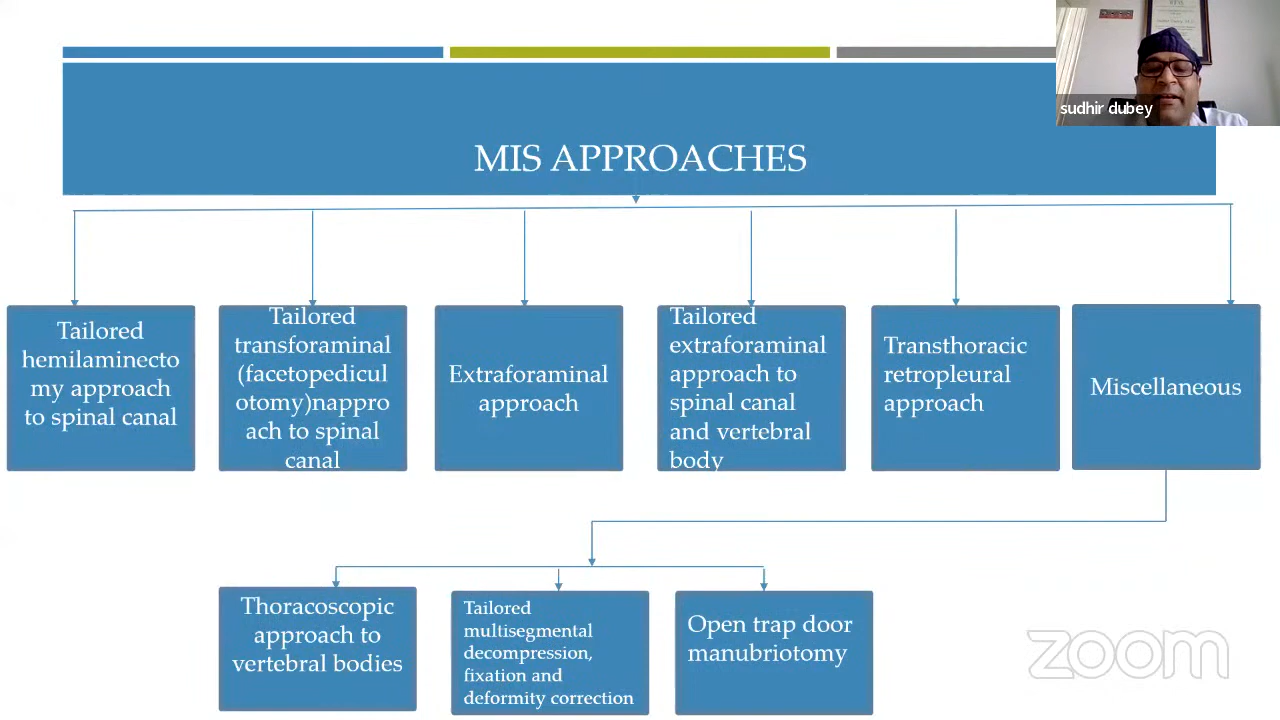 sudhir dubey
MIS APPROACHES
Tailored
hemilaminecto
my approach
to spinal canal
Tailored
transforaminal
(facetopedicul
otomy)nappro
ach to spinal
canal
Extraforaminal
approach
Tailored
extraforaminal
approach to
spinal canal
and vertebral
body
Transthoracic
retropleural
approach
Miscellaneous
Thoracoscopic
approach to
vertebral bodies
Tailored
multisegmental
decompression,
fixation and
deformity correction
Open trap door
manubriotomy
zoom